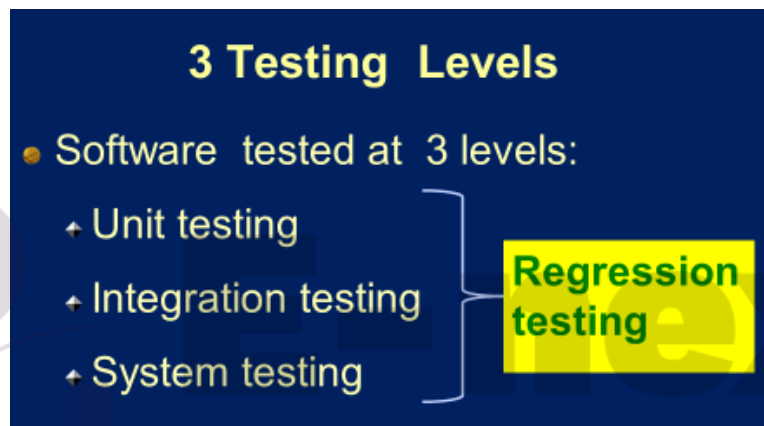 3 Testing Levels
Software tested at 3 levels:
Unit testing
Integration testing
System testing
Regression
testing